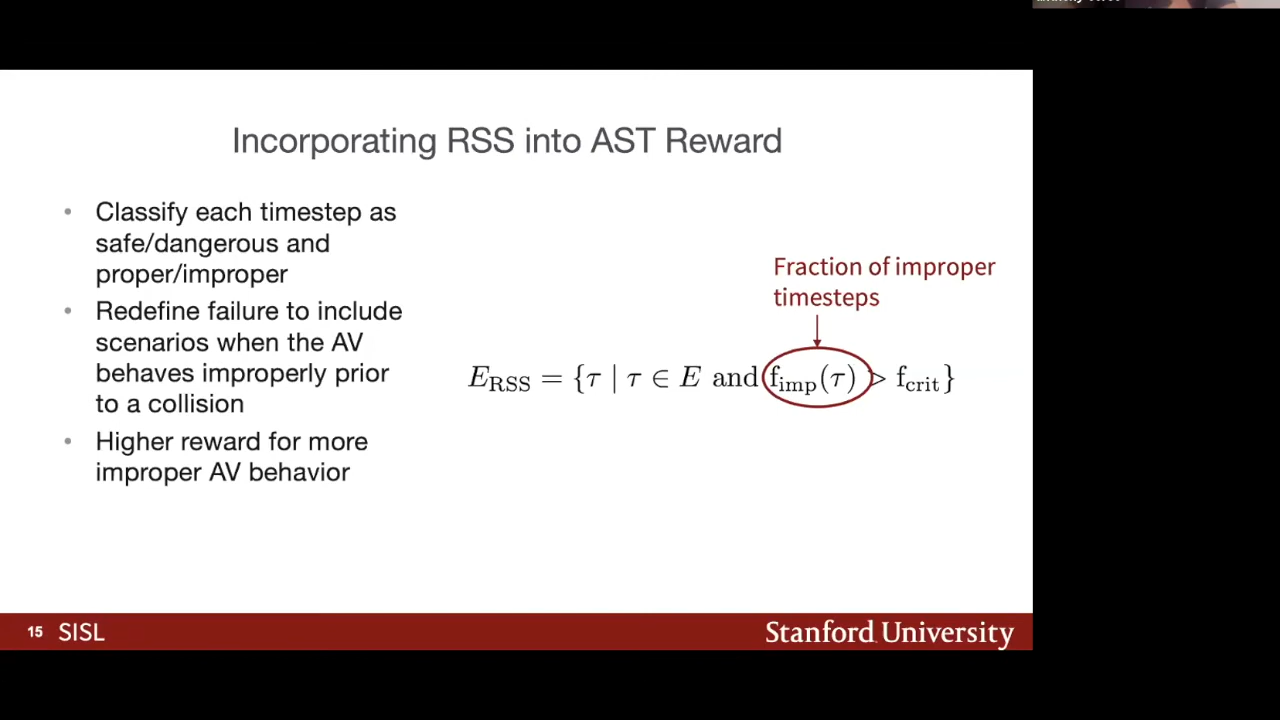 Incorporating RSS into AST Reward
• Classify each timestep as
safe/dangerous and
proper/improper
• Redefine failure to include
scenarios when the AV
behaves improperly prior
to a collision
• Higher reward for more
improper AV behavior
Fraction of improper
timesteps
E_RSS = {τ | τ ∈ E and f_imp(τ) > f_crit}
15 SISL
Stanford University